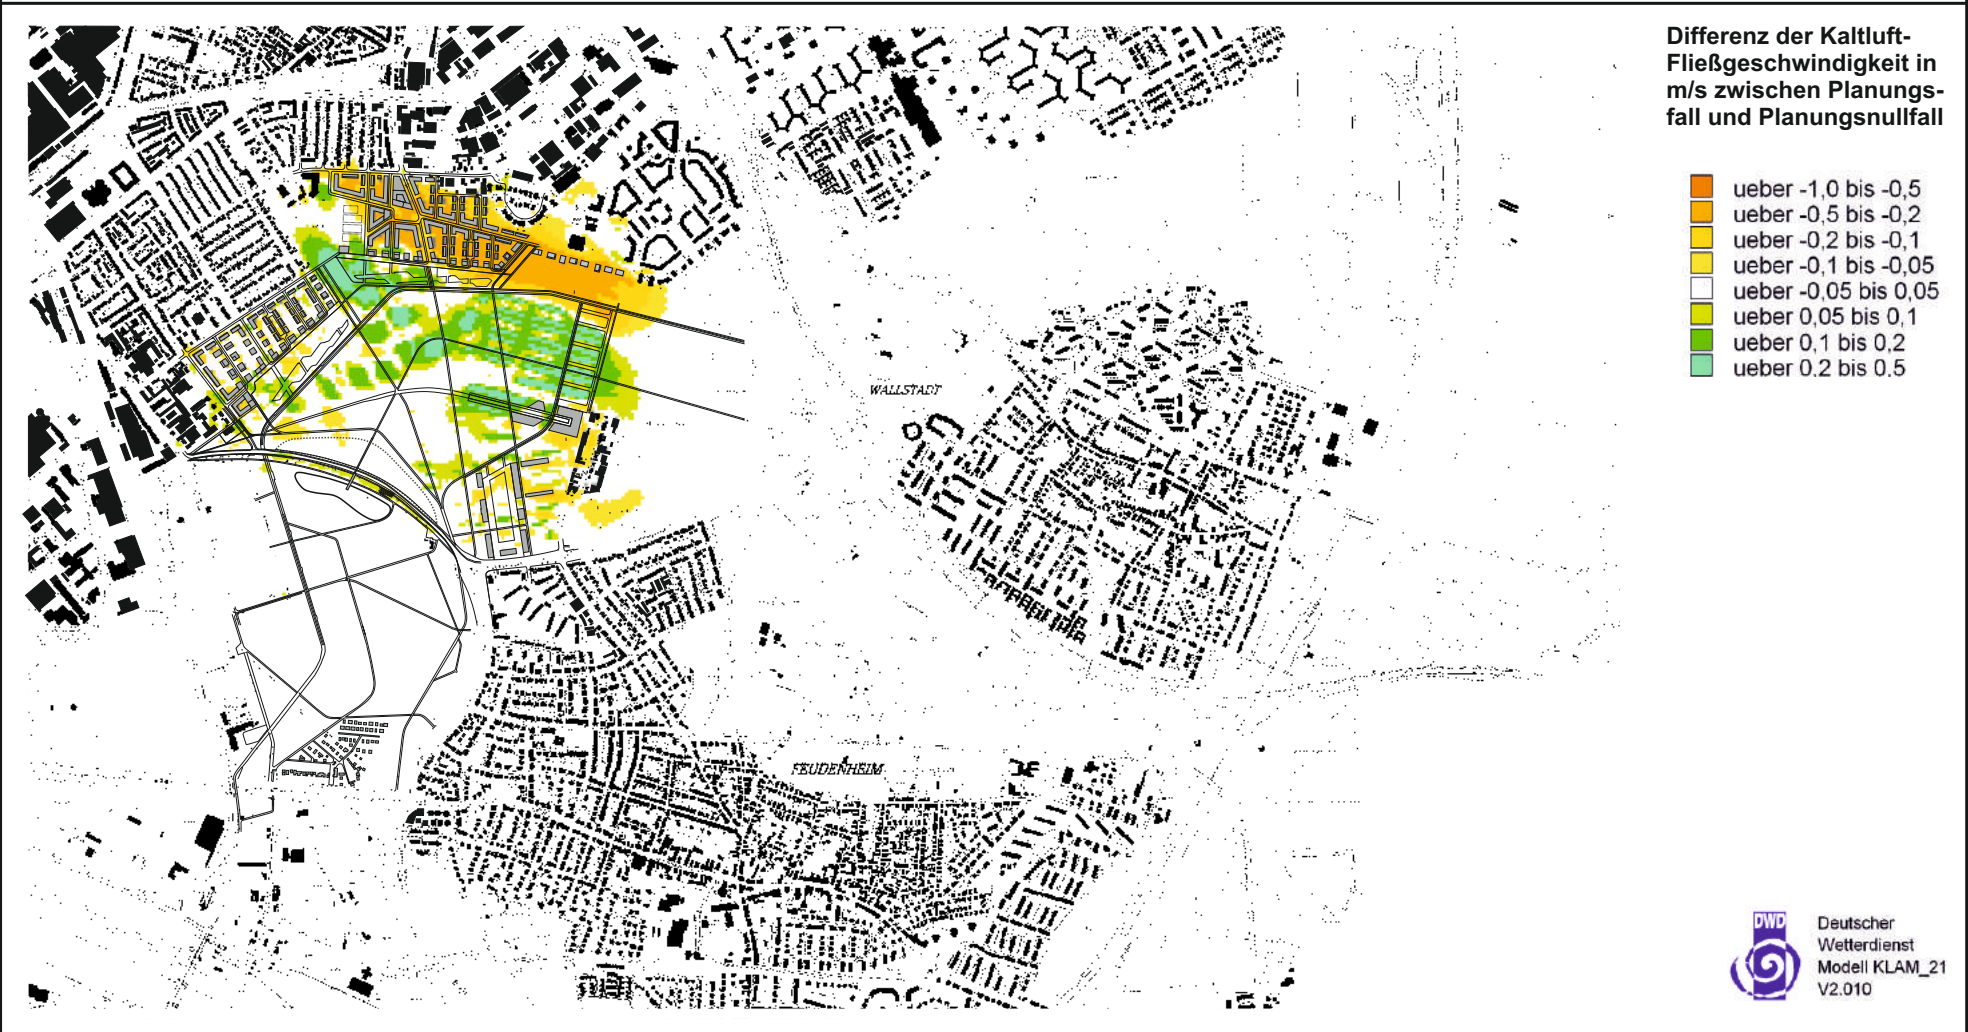 Differenz der Kaltluft-
Fließgeschwindigkeit in
m/s zwischen Planungs-
fall und Planungsnullfall
ueber -1,0 bis -0,5
ueber -0,5 bis -0,2
ueber -0,2 bis -0,1
ueber -0,1 bis -0,05
ueber -0,05 bis 0,05
ueber 0,05 bis 0,1
ueber 0,1 bis 0,2
ueber 0.2 bis 0.5
WALLSTADT
FEUDENHEIM
DWD
Deutscher
Wetterdienst
Modell KLAM_21
V2.010